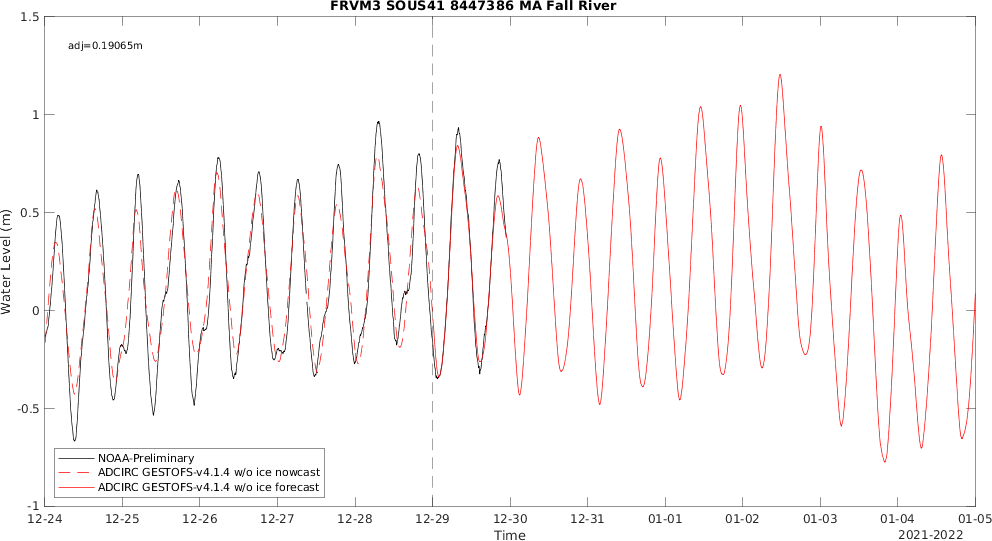 FRVM3 SOUS41 8447386 MA Fall River
adj=0.19065m
Water Level (m)
1.5
1
0.5
0
-0.5
-1
NOAA-Preliminary
ADCIRC GESTOFS-v4.1.4 w/o ice nowcast
ADCIRC GESTOFS-v4.1.4 w/o ice forecast
12-24 12-25 12-26 12-27 12-28 12-29 12-30 12-31 01-01 01-02 01-03 01-04 01-05
Time
2021-2022